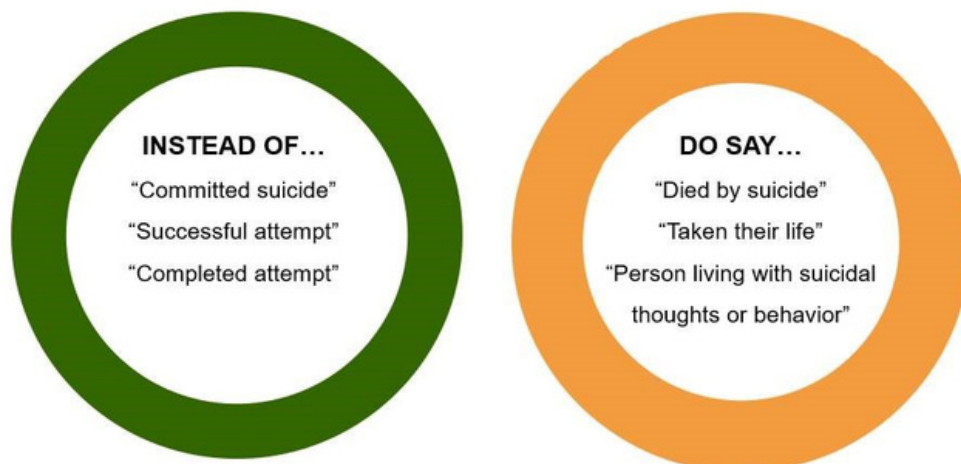 INSTEAD OF...
“Committed suicide”
“Successful attempt”
“Completed attempt”
DO SAY...
“Died by suicide”
“Taken their life”
“Person living with suicidal
thoughts or behavior”